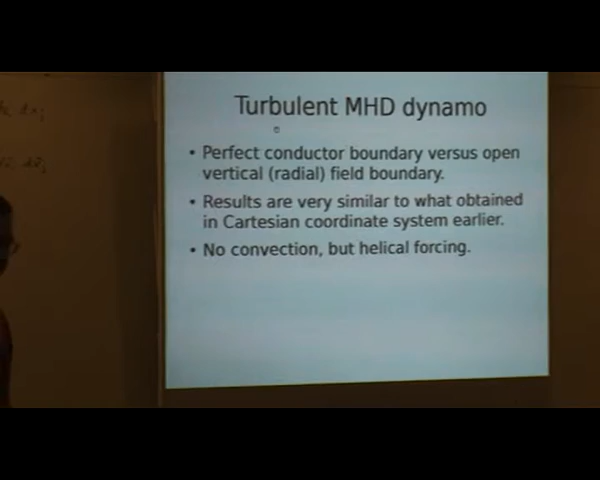 Turbulent MHD dynamo
• Perfect conductor boundary versus open
vertical (radial) field boundary.
• Results are very similar to what obtained
in Cartesian coordinate system earlier.
• No convection, but helical forcing.